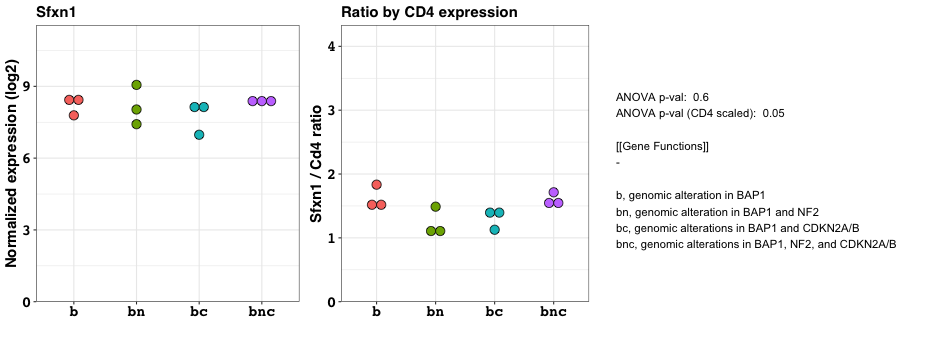 Sfxn1
Normalized expression (log2)
9
6
3
0
b bn bc bnc
Ratio by CD4 expression
Sfxn1 / Cd4 ratio
4
3
2
1
0
b bn bc bnc
ANOVA p-val: 0.6
ANOVA p-val (CD4 scaled): 0.05
[[Gene Functions]]
-
b, genomic alteration in BAP1
bn, genomic alteration in BAP1 and NF2
bc, genomic alterations in BAP1 and CDKN2A/B
bnc, genomic alterations in BAP1, NF2, and CDKN2A/B